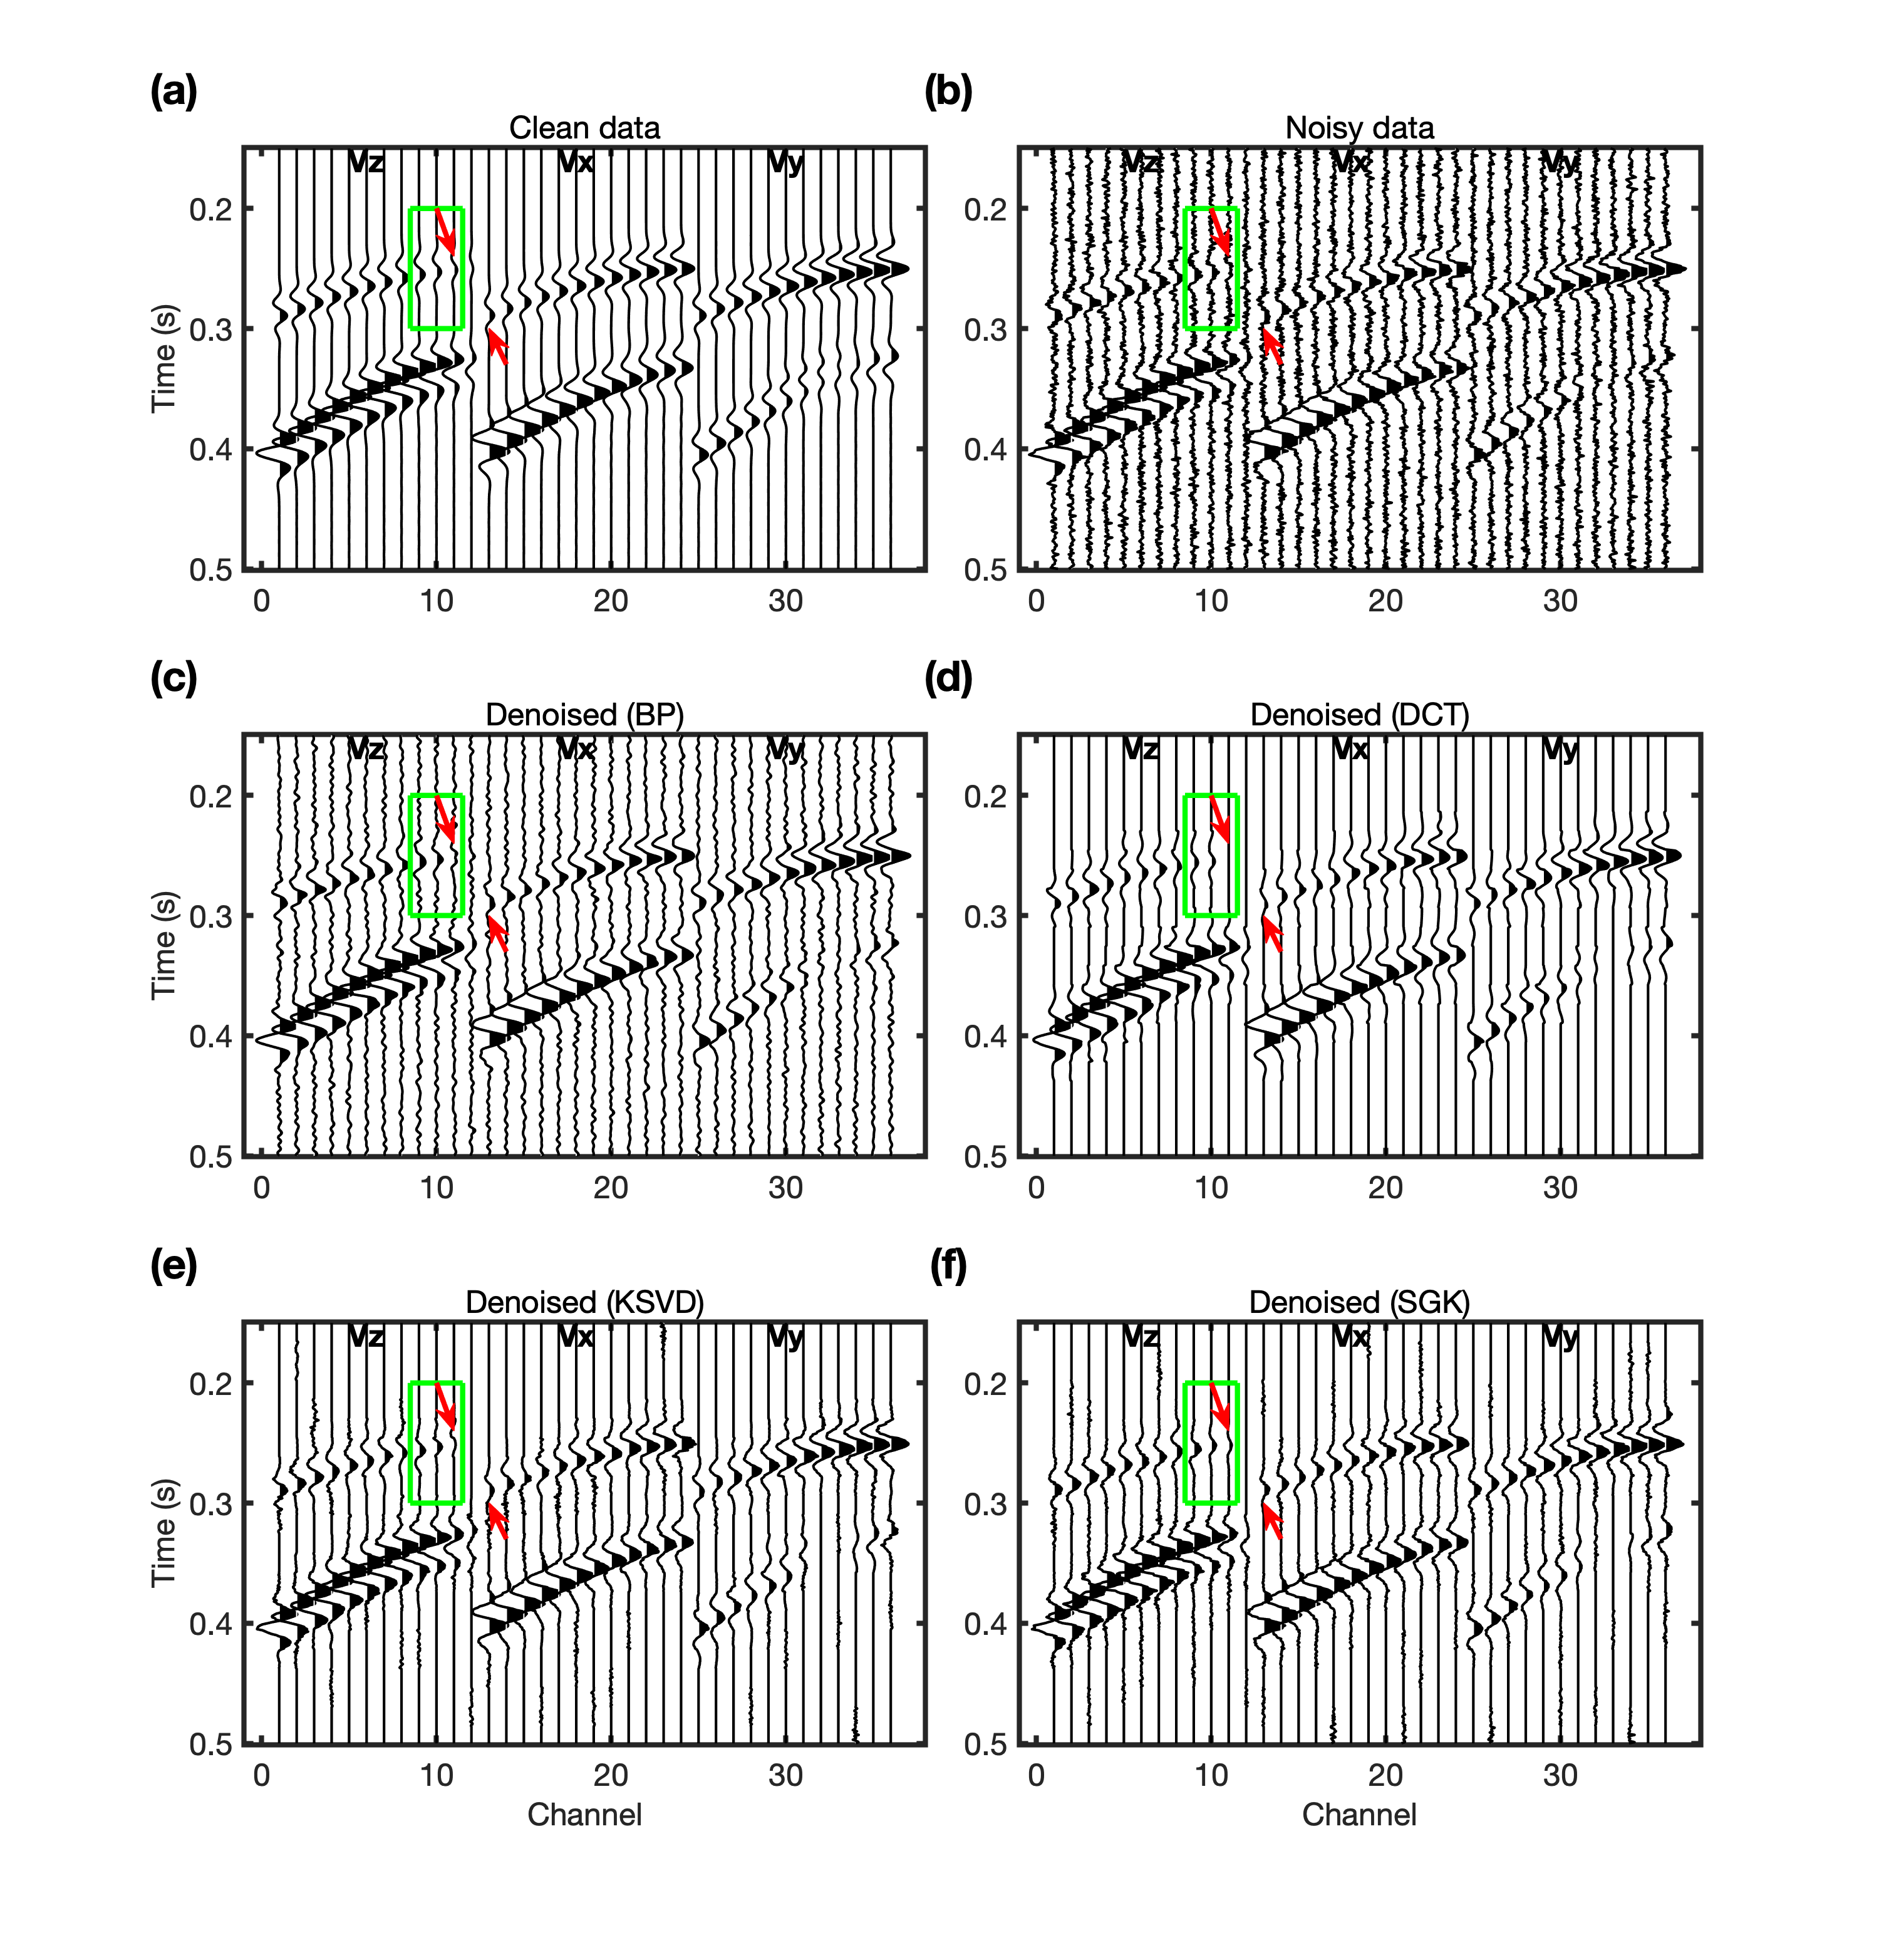 (a)
Clean data
Vz Vx Vy
0.2
0.3
0.4
0.5
Time (s)
0 10 20 30
(b)
Noisy data
Vz Vx Vy
0.2
0.3
0.4
0.5
0 10 20 30
(c)
Denoised (BP)
Vz Vx Vy
0.2
0.3
0.4
0.5
Time (s)
0 10 20 30
(d)
Denoised (DCT)
Vz Vx Vy
0.2
0.3
0.4
0.5
0 10 20 30
(e)
Denoised (KSVD)
Vz Vx Vy
0.2
0.3
0.4
0.5
Time (s)
0 10 20 30
Channel
(f)
Denoised (SGK)
Vz Vx Vy
0.2
0.3
0.4
0.5
0 10 20 30
Channel